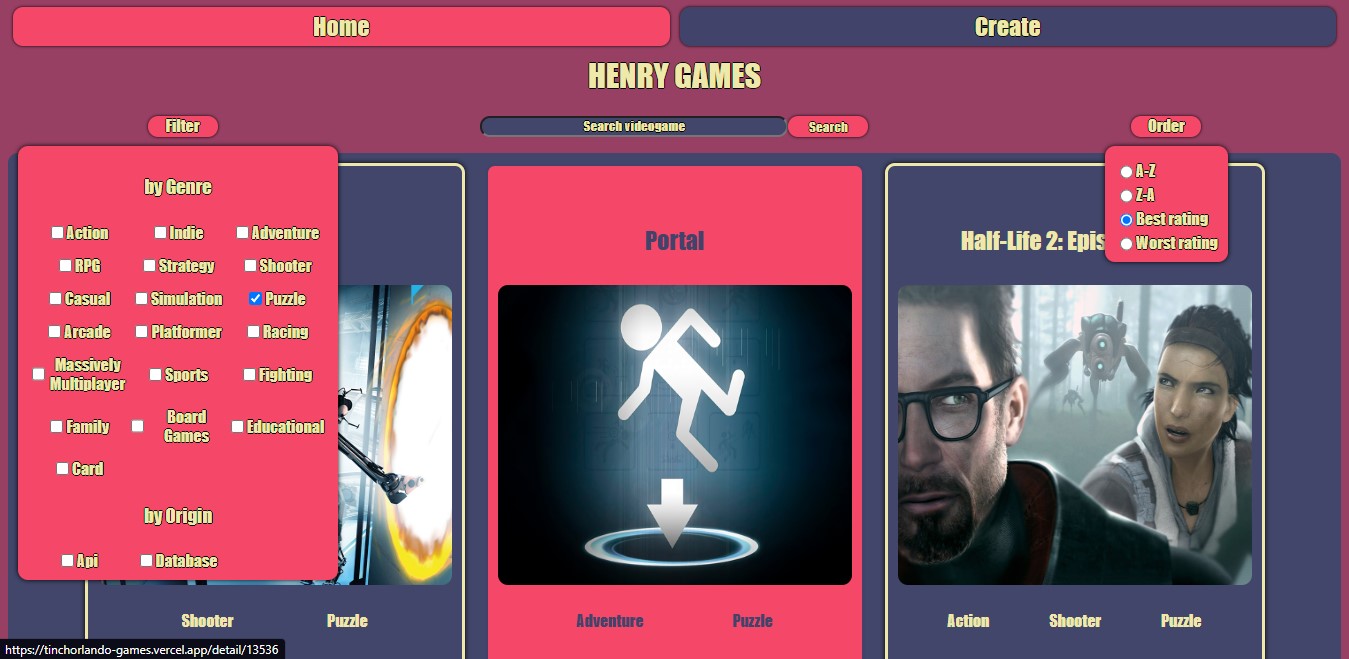 Home
Create
HENRY GAMES
Filter
Search videogame
Search
Order
by Genre
Action
Indie
Adventure
RPG
Strategy
Shooter
Casual
Simulation
Puzzle
Arcade
Platformer
Racing
Massively
Multiplayer
Sports
Fighting
Family
Board
Games
Educational
Card
by Origin
Api
Database
A-Z
Z-A
Best rating
Worst rating
Portal
Half-Life 2: Epis
Shooter
Puzzle
Adventure
Puzzle
Action
Shooter
Puzzle
https://tinchorlando-games.vercel.app/detail/13536